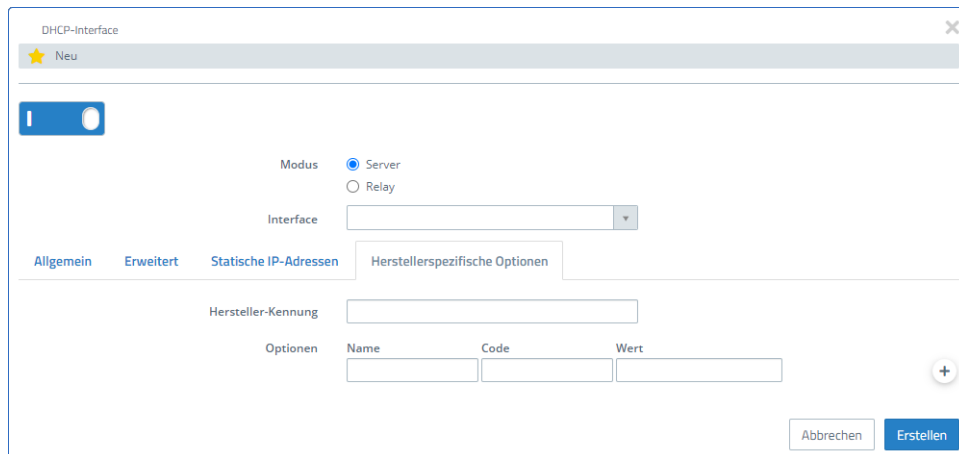 DHCP-Interface
Neu
Modus
Server
Relay
Interface
Allgemein Erweitert Statische IP-Adressen Herstellerspezifische Optionen
Hersteller-Kennung
Optionen Name Code Wert
Abbrechen Erstellen